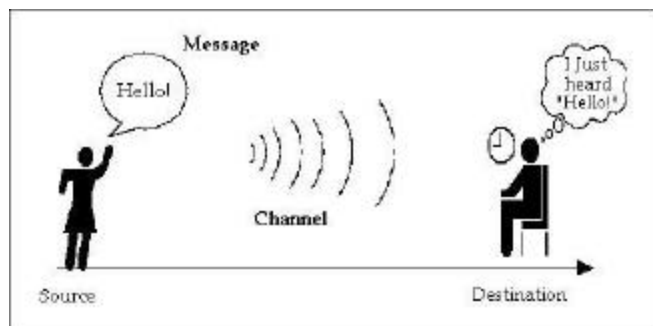 Message
Hello!
I Just
heard
"Hello!"
Channel
Source
Destination